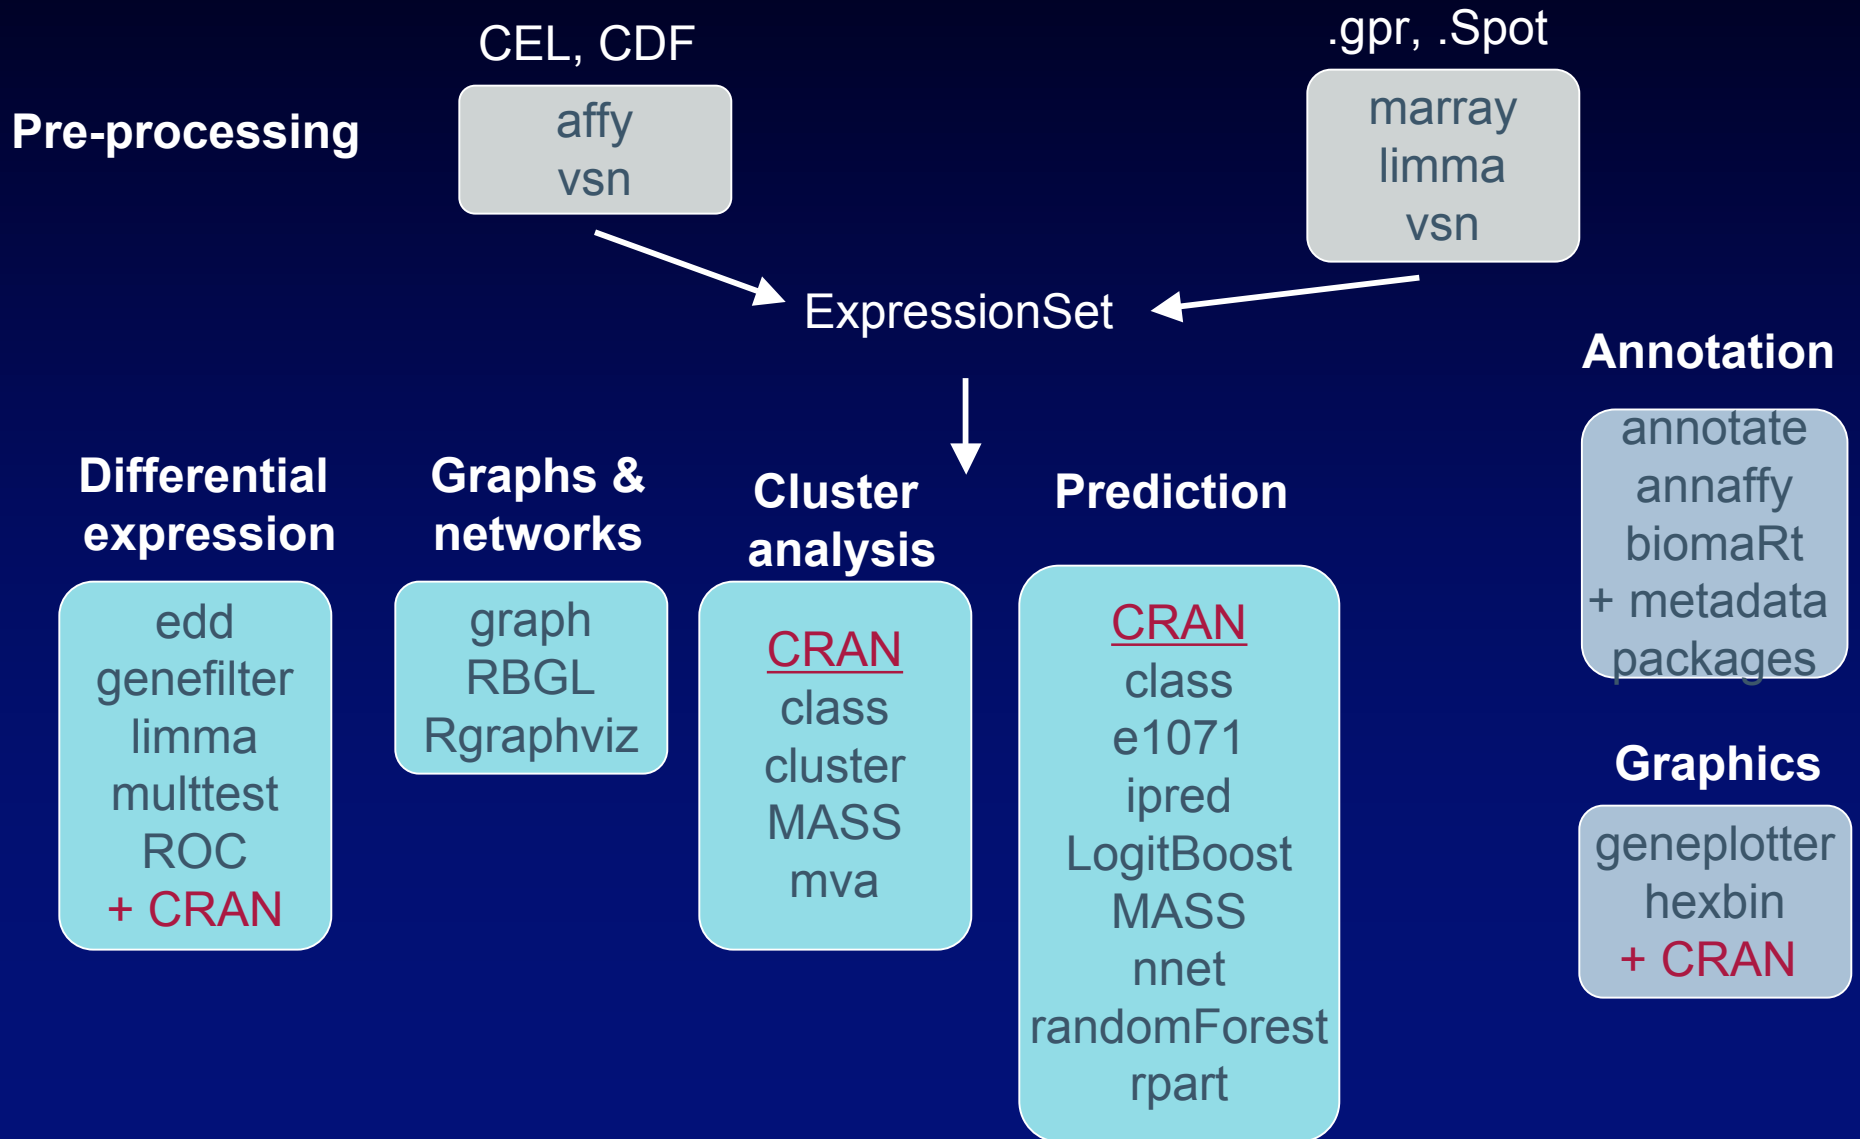 CEL, CDF
.gpr, .Spot
Pre-processing
affy
vsn
marray
limma
vsn
ExpressionSet
Differential
expression
edd
genefilter
limma
multtest
ROC
+ CRAN
Graphs &
networks
graph
RBGL
Rgraphviz
Cluster
analysis
CRAN
class
cluster
MASS
mva
Prediction
CRAN
class
e1071
ipred
LogitBoost
MASS
nnet
randomForest
rpart
Annotation
annotate
annaffy
biomaRt
+ metadata
packages
Graphics
geneplotter
hexbin
+ CRAN